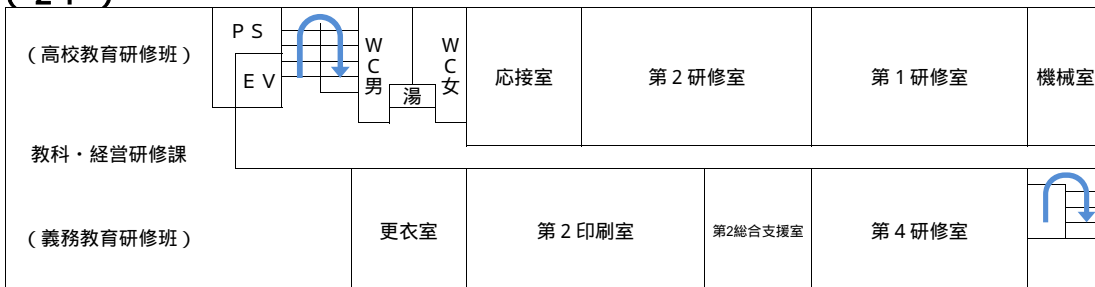 (高校教育研修班)
PS
EV
WC男
湯
WC女
応接室
第2研修室
第1研修室
機械室
教科・経営研修課
(義務教育研修班)
更衣室
第2印刷室
第2総合支援室
第4研修室